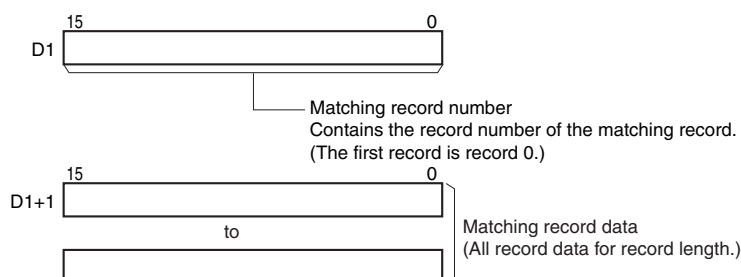 15 0
D1
Matching record number
Contains the record number of the matching record.
(The first record is record 0.)
15 0
D1+1
to
Matching record data
(All record data for record length.)